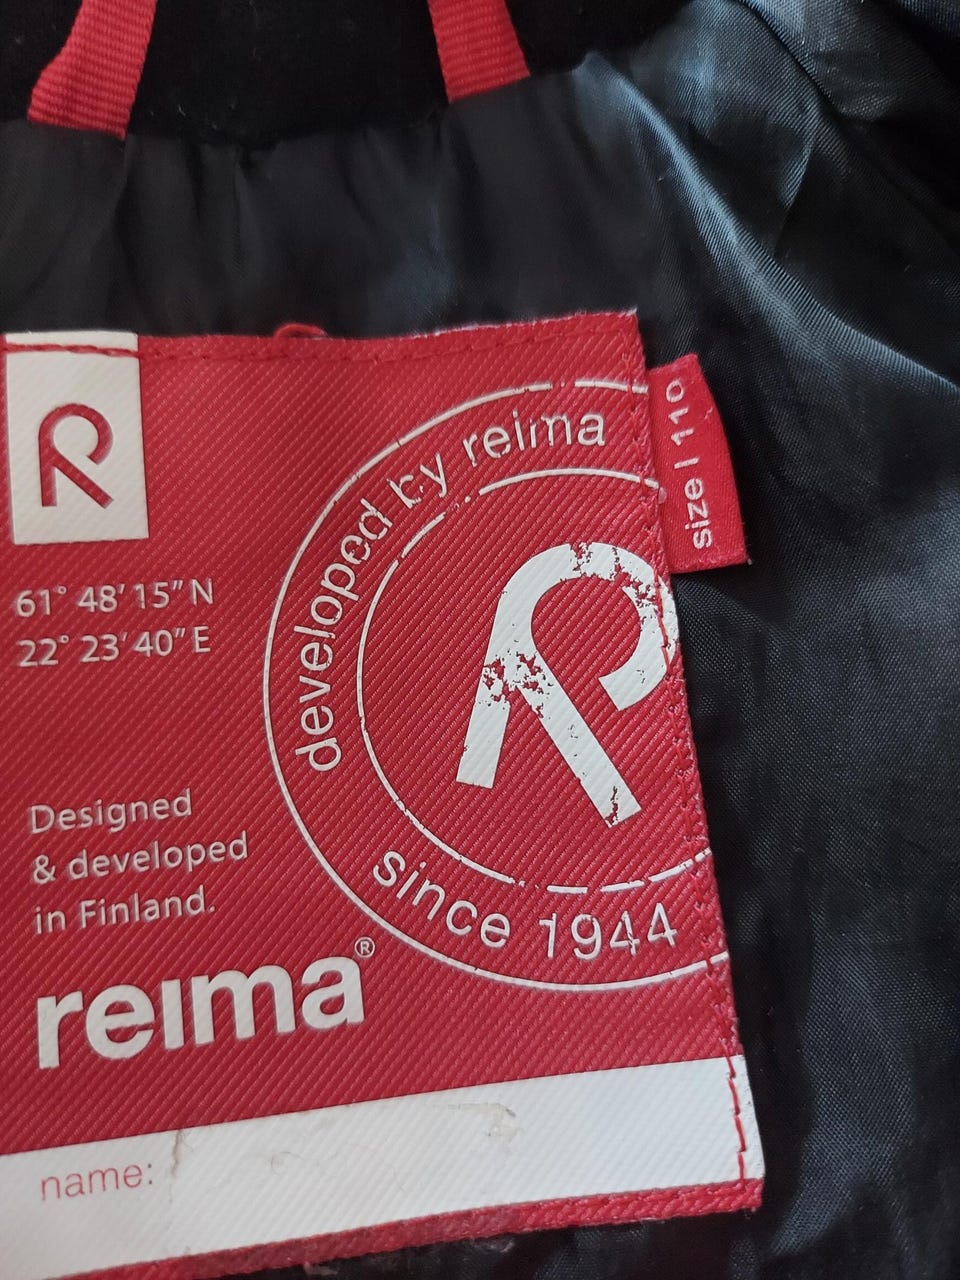 developed by reima
size | 110
R
61° 48' 15" N
22° 23' 40" E
R
Designed
& developed
in Finland.
since 1944
reima®
name: